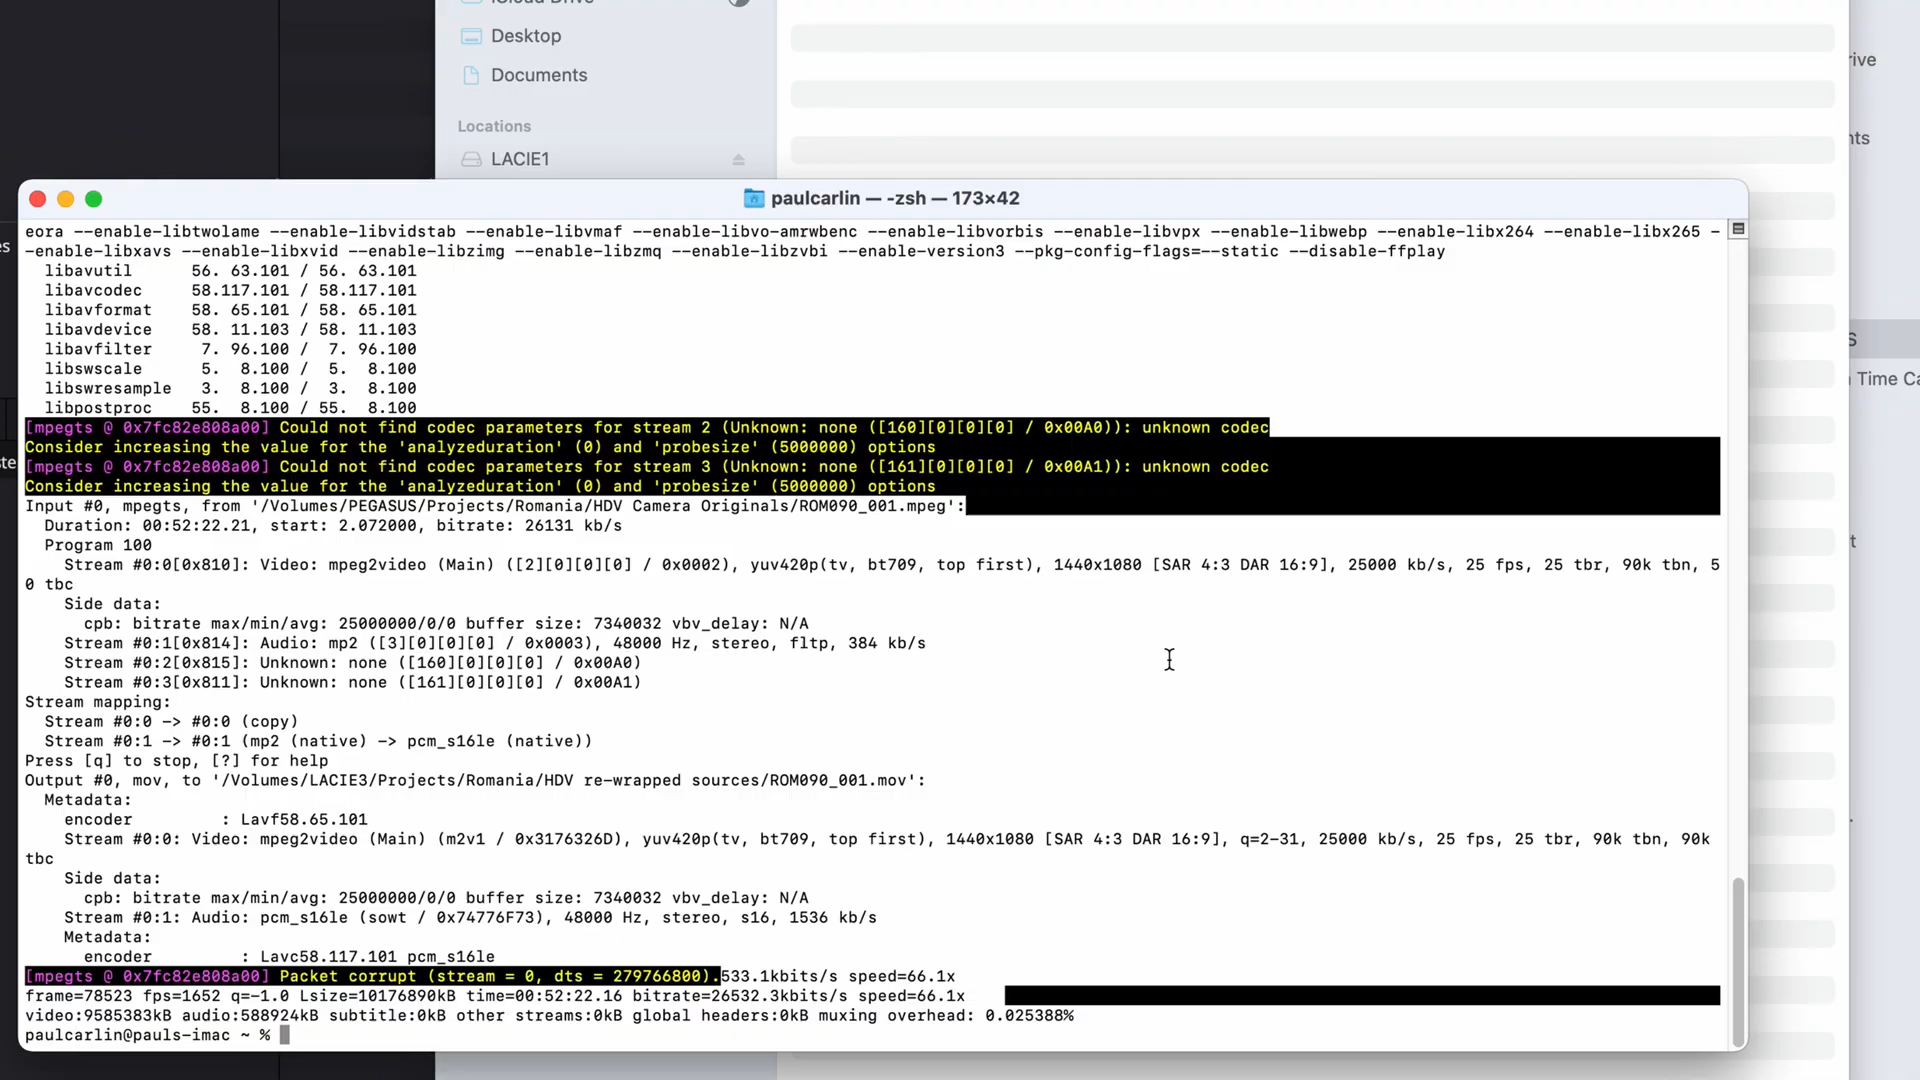 iCloud Drive
Desktop
Documents
Locations
LACIE1
rive
nts
es
S
Time Ca
ste
t
paulcarlin — -zsh — 173×42
eora --enable-libtwolame --enable-libvidstab --enable-libvmaf --enable-libvo-amrwbenc --enable-libvorbis --enable-libvpx --enable-libwebp --enable-libx264 --enable-libx265 -
-enable-libxavs --enable-libxvid --enable-libzimg --enable-libzmq --enable-libzvbi --enable-version3 --pkg-config-flags=--static --disable-ffplay
libavutil 56. 63.101 / 56. 63.101
libavcodec 58.117.101 / 58.117.101
libavformat 58. 65.101 / 58. 65.101
libavdevice 58. 11.103 / 58. 11.103
libavfilter 7. 96.100 / 7. 96.100
libswscale 5. 8.100 / 5. 8.100
libswresample 3. 8.100 / 3. 8.100
libpostproc 55. 8.100 / 55. 8.100
[mpegts @ 0x7fc82e808a00] Could not find codec parameters for stream 2 (Unknown: none ([160][0][0][0] / 0x00A0)): unknown codec
Consider increasing the value for the 'analyzeduration' (0) and 'probesize' (5000000) options
[mpegts @ 0x7fc82e808a00] Could not find codec parameters for stream 3 (Unknown: none ([161][0][0][0] / 0x00A1)): unknown codec
Consider increasing the value for the 'analyzeduration' (0) and 'probesize' (5000000) options
Input #0, mpegts, from '/Volumes/PEGASUS/Projects/Romania/HDV Camera Originals/ROM090_001.mpeg':
Duration: 00:52:22.21, start: 2.072000, bitrate: 26131 kb/s
Program 100
Stream #0:0[0x810]: Video: mpeg2video (Main) ([2][0][0][0] / 0x0002), yuv420p(tv, bt709, top first), 1440x1080 [SAR 4:3 DAR 16:9], 25000 kb/s, 25 fps, 25 tbr, 90k tbn, 5
0 tbc
Side data:
cpb: bitrate max/min/avg: 25000000/0/0 buffer size: 7340032 vbv_delay: N/A
Stream #0:1[0x814]: Audio: mp2 ([3][0][0][0] / 0x0003), 48000 Hz, stereo, fltp, 384 kb/s
Stream #0:2[0x815]: Unknown: none ([160][0][0][0] / 0x00A0)
Stream #0:3[0x811]: Unknown: none ([161][0][0][0] / 0x00A1)
Stream mapping:
Stream #0:0 -> #0:0 (copy)
Stream #0:1 -> #0:1 (mp2 (native) -> pcm_s16le (native))
Press [q] to stop, [?] for help
Output #0, mov, to '/Volumes/LACIE3/Projects/Romania/HDV re-wrapped sources/ROM090_001.mov':
Metadata:
encoder : Lavf58.65.101
Stream #0:0: Video: mpeg2video (Main) (m2v1 / 0x3176326D), yuv420p(tv, bt709, top first), 1440x1080 [SAR 4:3 DAR 16:9], q=2-31, 25000 kb/s, 25 fps, 25 tbr, 90k tbn, 90k
tbc
Side data:
cpb: bitrate max/min/avg: 25000000/0/0 buffer size: 7340032 vbv_delay: N/A
Stream #0:1: Audio: pcm_s16le (sowt / 0x74776F73), 48000 Hz, stereo, s16, 1536 kb/s
Metadata:
encoder : Lavc58.117.101 pcm_s16le
[mpegts @ 0x7fc82e808a00] Packet corrupt (stream = 0, dts = 279766800).533.1kbits/s speed=66.1x
frame=78523 fps=1652 q=-1.0 Lsize=10176890kB time=00:52:22.16 bitrate=26532.3kbits/s speed=66.1x
video:9585383kB audio:588924kB subtitle:0kB other streams:0kB global headers:0kB muxing overhead: 0.025388%
paulcarlin@pauls-imac ~ %